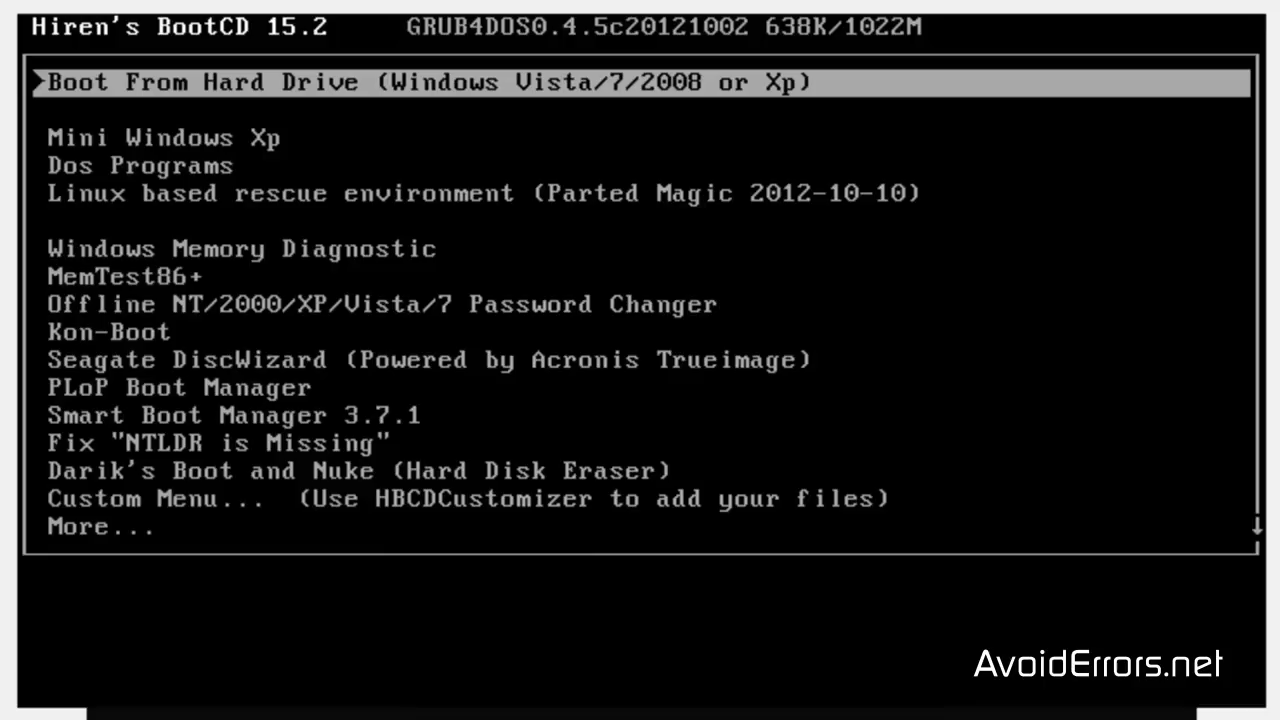 Hiren's BootCD 15.2 GRUB4DOS0.4.5c20121002 638K/1022M
Boot From Hard Drive (Windows Vista/7/2008 or Xp)
Mini Windows Xp
Dos Programs
Linux based rescue environment (Parted Magic 2012-10-10)
Windows Memory Diagnostic
MemTest86+
Offline NT/2000/XP/Vista/7 Password Changer
Kon-Boot
Seagate DiscWizard (Powered by Acronis Trueimage)
PLoP Boot Manager
Smart Boot Manager 3.7.1
Fix "NTLDR is Missing"
Darik's Boot and Nuke (Hard Disk Eraser)
Custom Menu... (Use HBCDCustomizer to add your files)
More...
AvoidErrors.net